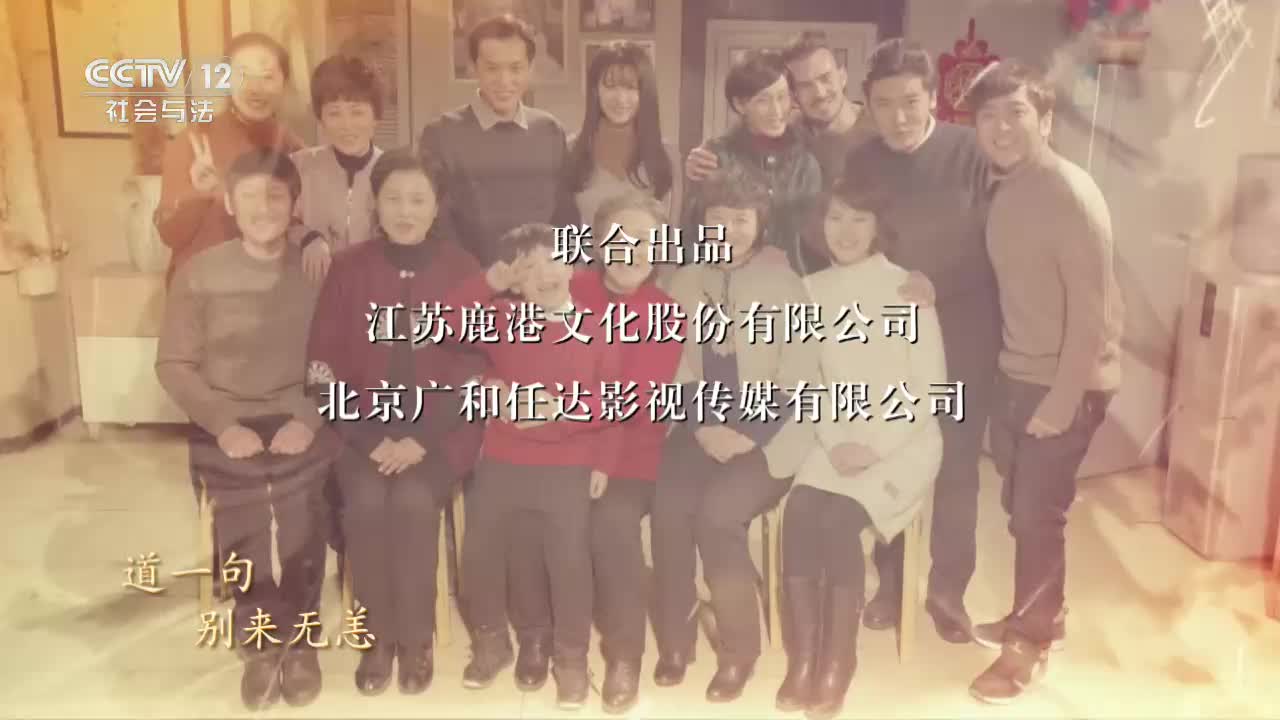 CCTV 12
社会与法
联合出品
江苏鹿港文化股份有限公司
北京广和任达影视传媒有限公司
道一句
别来无恙